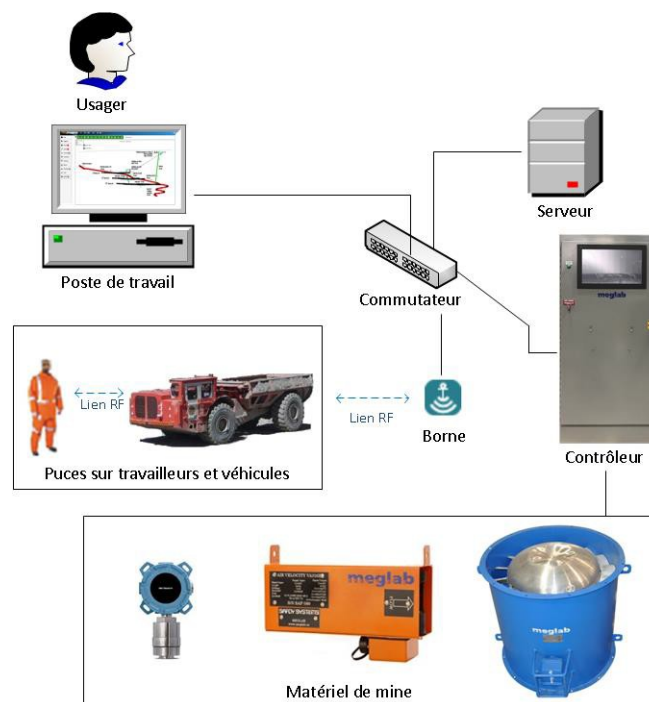 Usager
Poste de travail
Serveur
Commutateur
meglab
Lien RF
Lien RF
Borne
Puces sur travailleurs et véhicules
Contrôleur
meglab
meglab
Matériel de mine